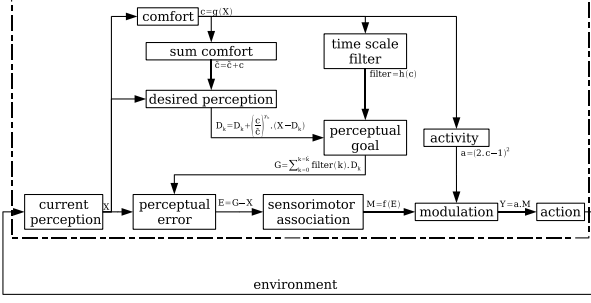 comfort
c=g(X)
sum comfort
c̃=c̃+c
time scale
filter
filter=h(c)
desired perception
D_k=D_k+(c/c̃)^γ_k.(X−D_k)
perceptual
goal
activity
a=(2.c−1)^2
G=∑_{k=0}^{k=k} filter(k).D_k
current
perception
X
perceptual
error
E=G−X
sensorimotor
association
M=f(E)
modulation
Y=a.M
action
environment